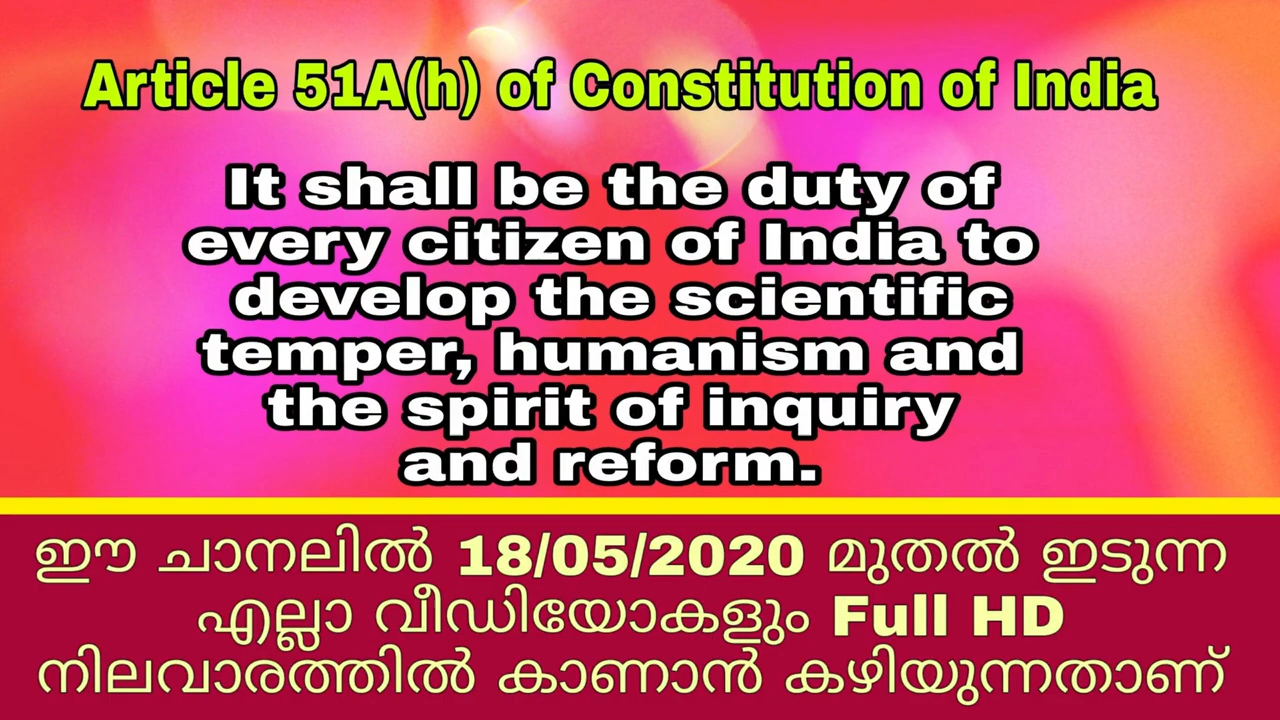 Article 51A(h) of Constitution of India
It shall be the duty of
every citizen of India to
develop the scientific
temper, humanism and
the spirit of inquiry
and reform.
ഈ ചാനലിൽ 18/05/2020 മുതൽ ഇടുന്ന
എല്ലാ വീഡിയോകളും Full HD
നിലവാരത്തിൽ കാണാൻ കഴിയുന്നതാണ്